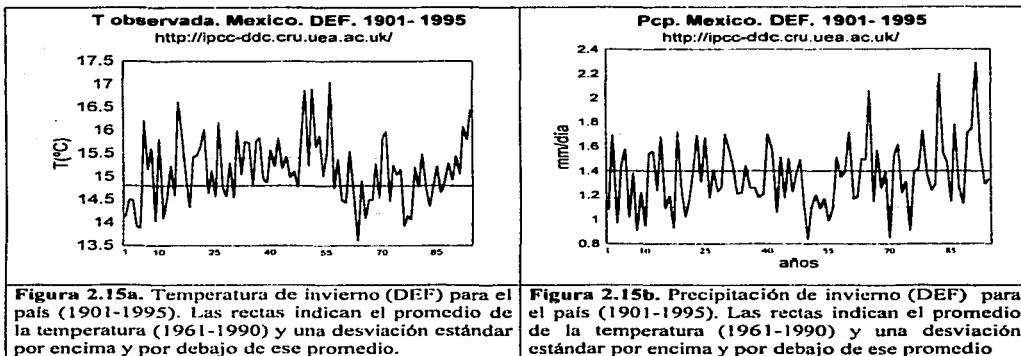 T observada. Mexico. DEF. 1901- 1995
http://ipcc-ddc.cru.uea.ac.uk/
17.5
17
16.5
16
15.5
15
14.5
14
13.5
T(ºC)
1 10 25 40 55 70 85
Figura 2.15a. Temperatura de invierno (DEF) para el
país (1901-1995). Las rectas indican el promedio de
la temperatura (1961-1990) y una desviación estándar
por encima y por debajo de ese promedio.
Pcp. Mexico. DEF. 1901- 1995
http://ipcc-ddc.cru.uea.ac.uk/
2.4
2.2
2
1.8
1.6
1.4
1.2
1
0.8
mm/día
1 10 25 40 55 70 85
años
Figura 2.15b. Precipitación de invierno (DEF) para
el país (1901-1995). Las rectas indican el promedio
de la temperatura (1961-1990) y una desviación
estándar por encima y por debajo de ese promedio